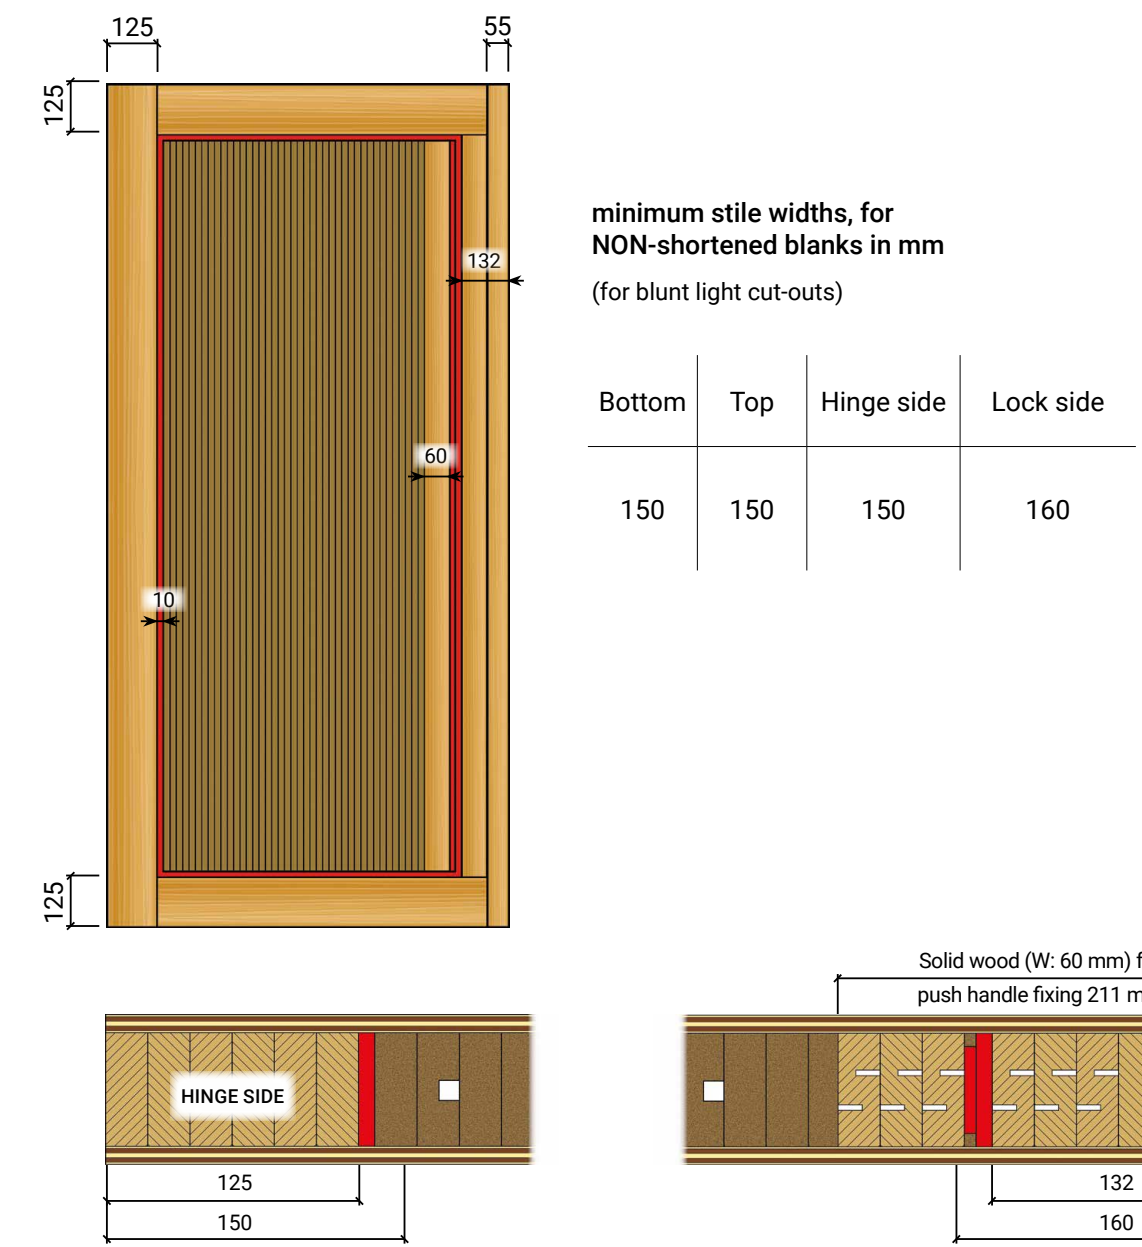 125
55
125
minimum stile widths, for
NON-shortened blanks in mm
132
(for blunt light cut-outs)
Bottom Top Hinge side Lock side
60
150 150 150 160
10
125
Solid wood (W: 60 mm) f
push handle fixing 211 m
HINGE SIDE
125
132
150
160